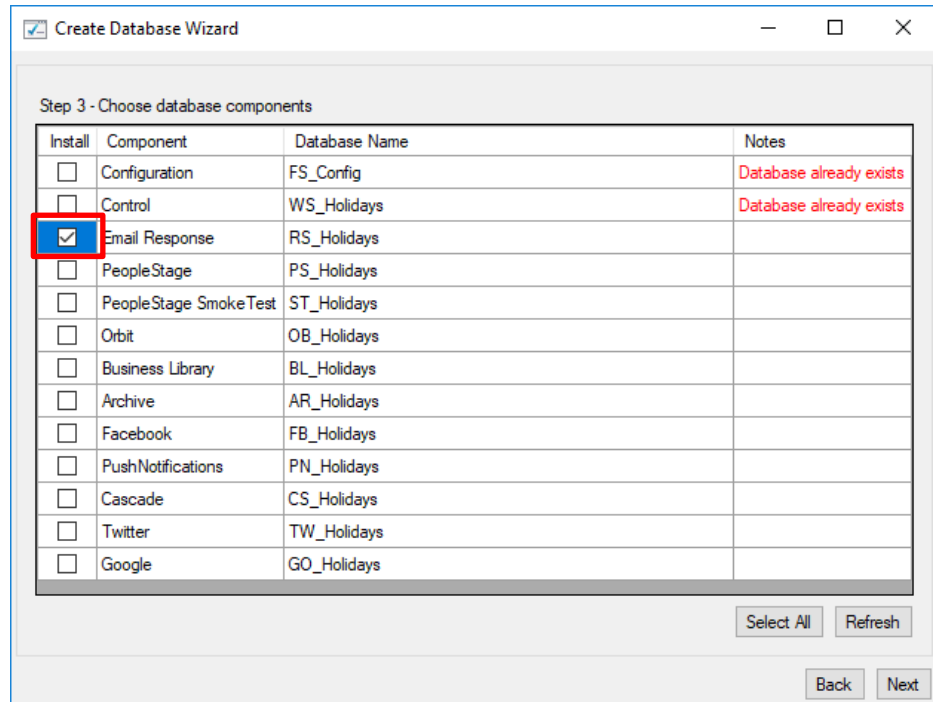 Create Database Wizard
Step 3 - Choose database components
Install Component Database Name Notes
Configuration FS_Config Database already exists
Control WS_Holidays Database already exists
Email Response RS_Holidays
PeopleStage PS_Holidays
PeopleStage SmokeTest ST_Holidays
Orbit OB_Holidays
Business Library BL_Holidays
Archive AR_Holidays
Facebook FB_Holidays
PushNotifications PN_Holidays
Cascade CS_Holidays
Twitter TW_Holidays
Google GO_Holidays
Select All Refresh
Back Next